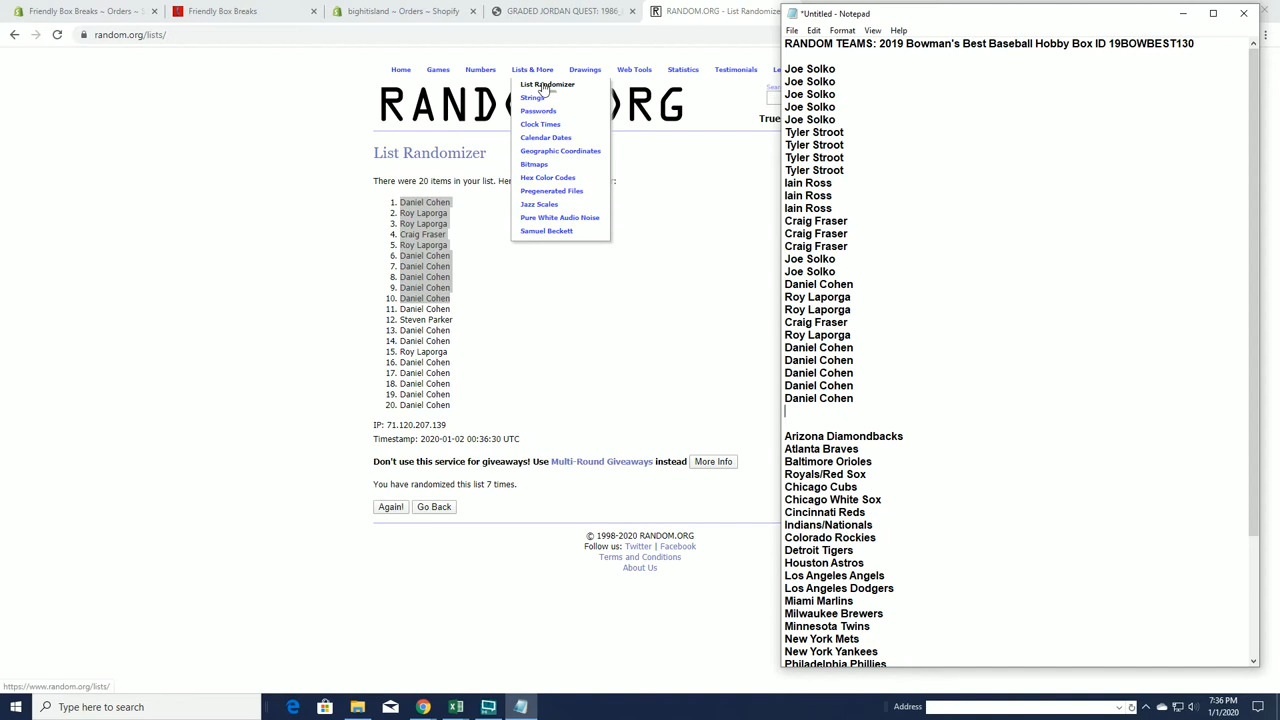 Friendly Box Breaks
Friendly Box Breaks
bighitisland ~ Orders ~ Shopify
GRADED JORDAN QUEST: 1986
RANDOM.ORG - List Randomizer
random.org/lists/
Home
Games
Numbers
Lists & More
Drawings
Web Tools
Statistics
Testimonials
List Randomizer
Strings
Passwords
Clock Times
Calendar Dates
Geographic Coordinates
Bitmaps
Hex Color Codes
Pregenerated Files
Jazz Scales
Pure White Audio Noise
Samuel Beckett
List Randomizer
There were 20 items in your list.
1. Daniel Cohen
2. Roy Laporga
3. Roy Laporga
4. Craig Fraser
5. Roy Laporga
6. Daniel Cohen
7. Daniel Cohen
8. Daniel Cohen
9. Daniel Cohen
10. Daniel Cohen
11. Daniel Cohen
12. Steven Parker
13. Daniel Cohen
14. Daniel Cohen
15. Roy Laporga
16. Daniel Cohen
17. Daniel Cohen
18. Daniel Cohen
19. Daniel Cohen
20. Daniel Cohen
IP: 71.120.207.139
Timestamp: 2020-01-02 00:36:30 UTC
Don't use this service for giveaways! Use Multi-Round Giveaways instead More Info
You have randomized this list 7 times.
Again! Go Back
© 1998-2020 RANDOM.ORG
Follow us: Twitter | Facebook
Terms and Conditions
About Us
https://www.random.org/lists/
*Untitled - Notepad
File Edit Format View Help
RANDOM TEAMS: 2019 Bowman's Best Baseball Hobby Box ID 19BOWBEST130
Joe Solko
Joe Solko
Joe Solko
Joe Solko
Joe Solko
Tyler Stroot
Tyler Stroot
Tyler Stroot
Tyler Stroot
Iain Ross
Iain Ross
Iain Ross
Craig Fraser
Craig Fraser
Craig Fraser
Joe Solko
Joe Solko
Daniel Cohen
Roy Laporga
Roy Laporga
Craig Fraser
Roy Laporga
Daniel Cohen
Daniel Cohen
Daniel Cohen
Daniel Cohen
Daniel Cohen
Arizona Diamondbacks
Atlanta Braves
Baltimore Orioles
Royals/Red Sox
Chicago Cubs
Chicago White Sox
Cincinnati Reds
Indians/Nationals
Colorado Rockies
Detroit Tigers
Houston Astros
Los Angeles Angels
Los Angeles Dodgers
Miami Marlins
Milwaukee Brewers
Minnesota Twins
New York Mets
New York Yankees
Philadelphia Phillies
Type here to search
Address
7:36 PM
1/1/2020